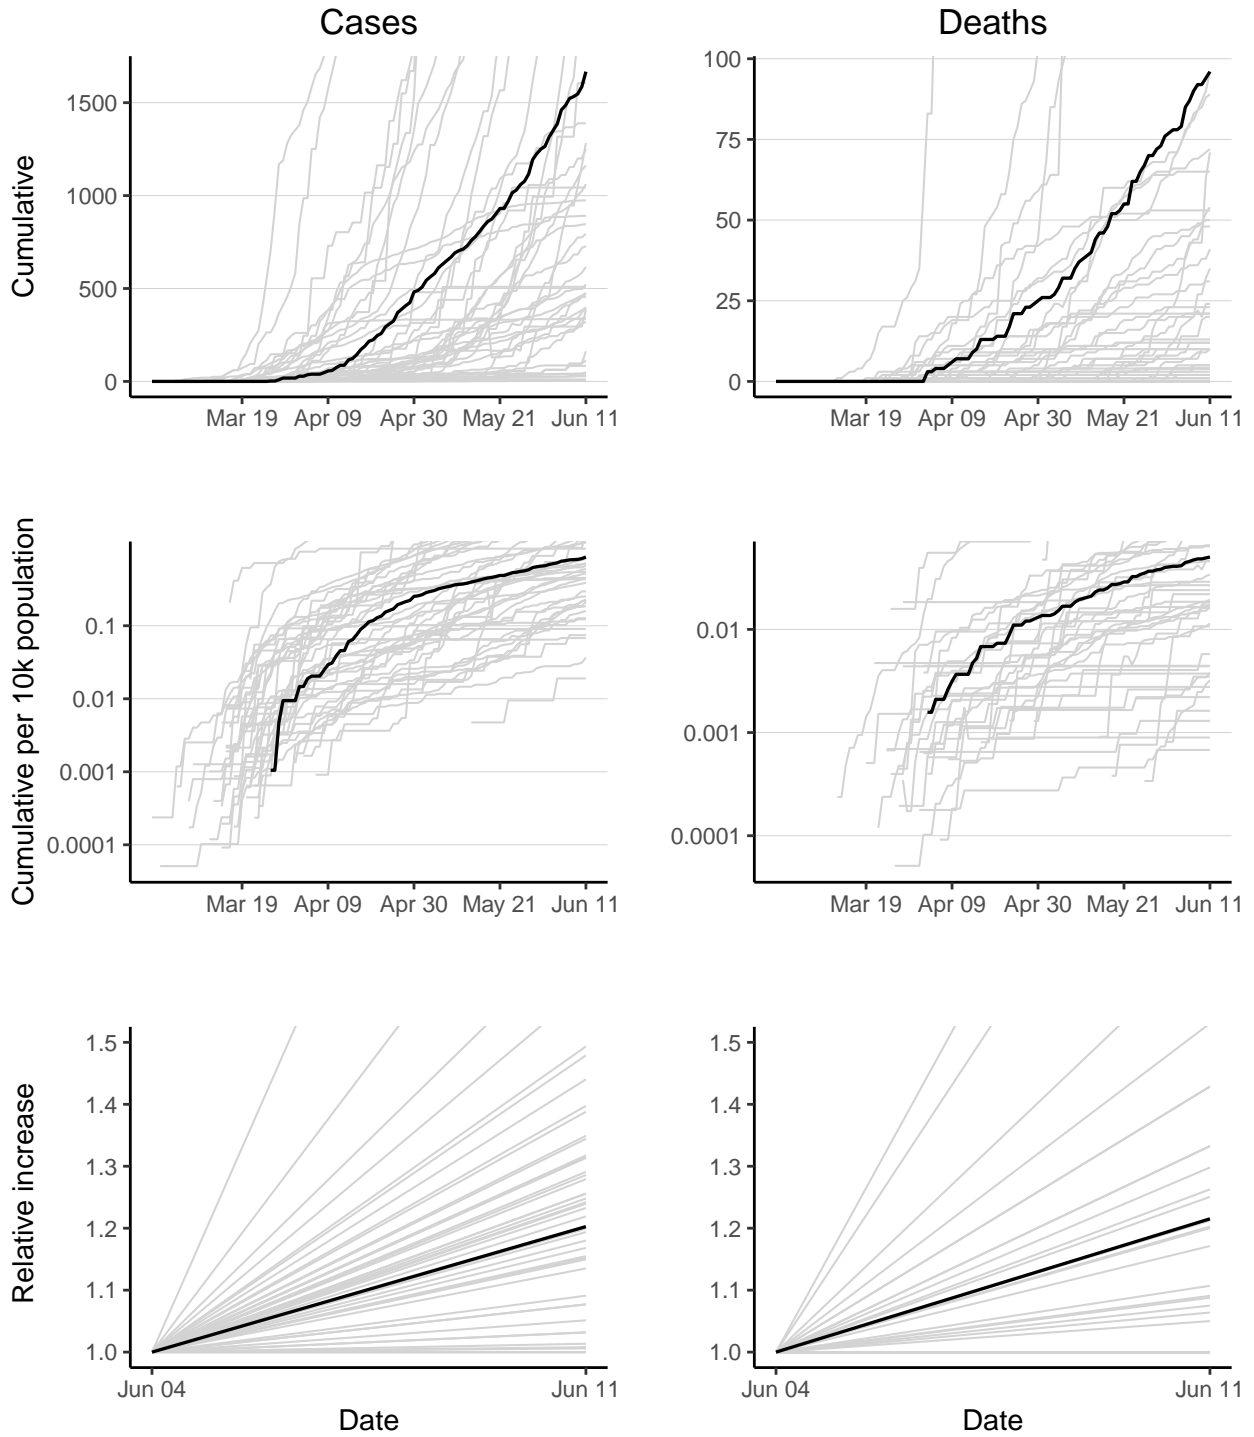 Cases
Deaths
Cumulative
1500
1000
500
0
Mar 19 Apr 09 Apr 30 May 21 Jun 11
100
75
50
25
0
Mar 19 Apr 09 Apr 30 May 21 Jun 11
Cumulative per 10k population
0.1
0.01
0.001
0.0001
Mar 19 Apr 09 Apr 30 May 21 Jun 11
0.01
0.001
0.0001
Mar 19 Apr 09 Apr 30 May 21 Jun 11
Relative increase
1.5
1.4
1.3
1.2
1.1
1.0
Jun 04 Jun 11
Date
1.5
1.4
1.3
1.2
1.1
1.0
Jun 04 Jun 11
Date